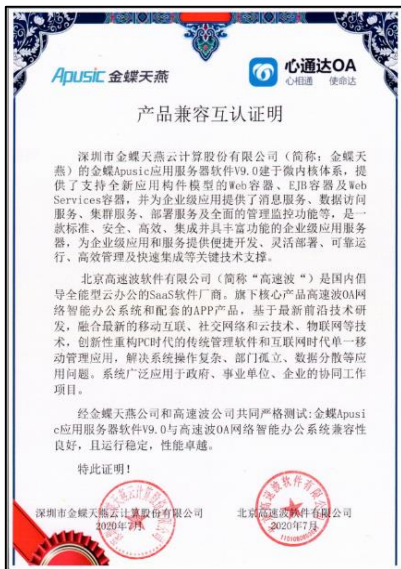 Apusic 金蝶天燕
心通达OA
心相通 使命达
产品兼容互认证明
深圳市金蝶天燕云计算股份有限公司（简称：金蝶天
燕）的金蝶Apusic应用服务器软件V9.0建于微内核体系，提
供了支持全新应用构件模型的Web容器、EJB容器及Web
Services容器，并为企业级应用提供了消息服务、数据访问
服务、集群服务、部署服务及全面的管理监控功能等，是一
款标准、安全、高效、集成并具丰富功能的企业级应用服务
器，为企业级应用和服务提供便捷开发、灵活部署、可靠运
行、高效管理及快速集成等关键技术支撑。
北京高速波软件有限公司（简称“高速波“）是国内倡
导全能型云办公的SaaS软件厂商。旗下核心产品高速波OA网
络智能办公系统和配套的APP产品，基于最新前沿技术研
发，融合最新的移动互联、社交网络和云技术、物联网等技
术，创新性重构PC时代的传统管理软件和互联网时代单一移
动管理应用，解决系统操作复杂、部门孤立、数据分散等应
用问题。系统广泛应用于政府、事业单位、企业的协同工作
项目。
经金蝶天燕公司和高速波公司共同严格测试:金蝶Apusi
c应用服务器软件V9.0与高速波OA网络智能办公系统兼容性
良好，且运行稳定，性能卓越。
特此证明！
深圳市金蝶天燕云计算股份有限公司
2020年7月
北京高速波软件有限公司
2020年7月